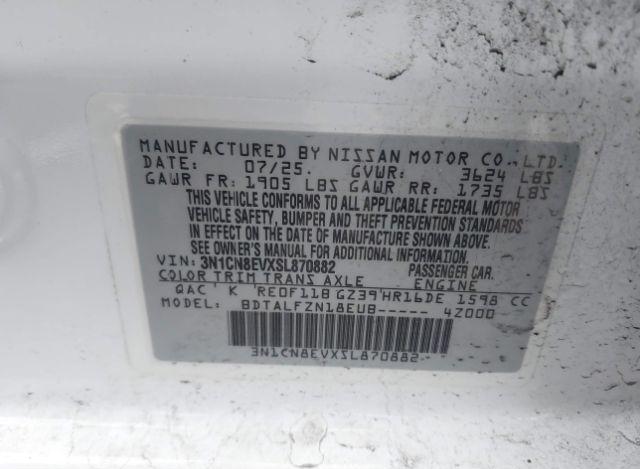 MANUFACTURED BY NISSAN MOTOR CO., LTD.
DATE: 07/25. GVWR: 3624 LBS
GAWR FR: 1905 LBS GAWR RR: 1735 LBS
THIS VEHICLE CONFORMS TO ALL APPLICABLE FEDERAL MOTOR
VEHICLE SAFETY, BUMPER AND THEFT PREVENTION STANDARDS
IN EFFECT ON THE DATE OF MANUFACTURE SHOWN ABOVE.
SEE OWNER'S MANUAL FOR ADDITIONAL INFORMATION
VIN: 3N1CN8EVXSL870882 PASSENGER CAR.
COLOR TRIM TRANS AXLE ENGINE
QAC K RE0F11B GZ39 HR16DE 1598 CC
BDTALFZN18EUB----- 4Z000
3N1CN8EVXSL870882